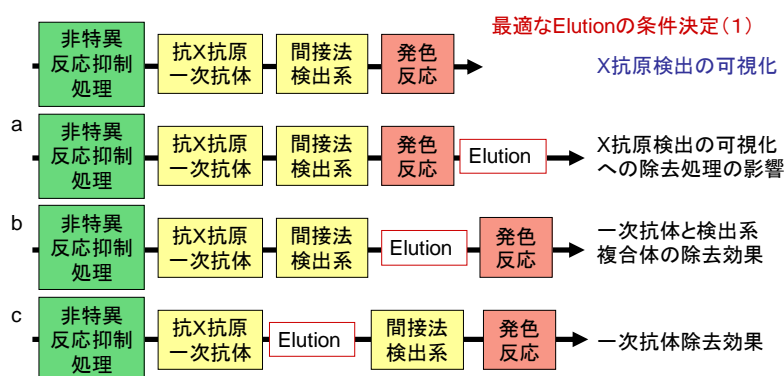 最適なElutionの条件決定(1)
非特異
反応抑制
処理
抗X抗原
一次抗体
間接法
検出系
発色
反応
X抗原検出の可視化
a
非特異
反応抑制
処理
抗X抗原
一次抗体
間接法
検出系
発色
反応
Elution
X抗原検出の可視化
への除去処理の影響
b
非特異
反応抑制
処理
抗X抗原
一次抗体
間接法
検出系
Elution
発色
反応
一次抗体と検出系
複合体の除去効果
c
非特異
反応抑制
処理
抗X抗原
一次抗体
Elution
間接法
検出系
発色
反応
一次抗体除去効果